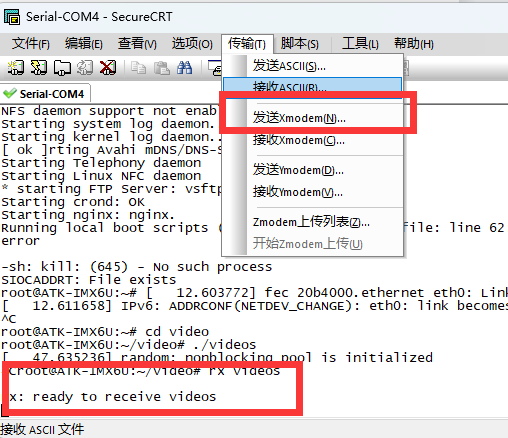 Serial-COM4 - SecureCRT
文件(F) 编辑(E) 查看(V) 选项(O) 传输(T) 脚本(S) 工具(L) 帮助(H)
Serial-COM4
发送ASCII(S)...
接收ASCII(R)...
发送Xmodem(N)...
接收Xmodem(C)...
发送Ymodem(D)...
接收Ymodem(V)...
Zmodem上传列表(Z)...
开始Zmodem上传(U)
NFS daemon support not enab
Starting system log daemon..
Starting kernel log daemon..
[ ok ]rting Avahi mDNS/DNS-S
Starting Telephony daemon
Starting Linux NFC daemon
* starting FTP Server: vsftp
Starting crond: OK
Starting nginx: nginx.
Running local boot scripts ( file: line 62
error
-sh: kill: (645) - No such process
SIOCADDRT: File exists
root@ATK-IMX6U:~# [ 12.603772] fec 20b4000.ethernet eth0: Link
[ 12.611658] IPv6: ADDRCONF(NETDEV_CHANGE): eth0: link becomes
^C
root@ATK-IMX6U:~# cd video
root@ATK-IMX6U:~/video# ./videos
[ 47.635236] random: nonblocking pool is initialized
^Croot@ATK-IMX6U:~/video# rx videos
rx: ready to receive videos
接收 ASCII 文件